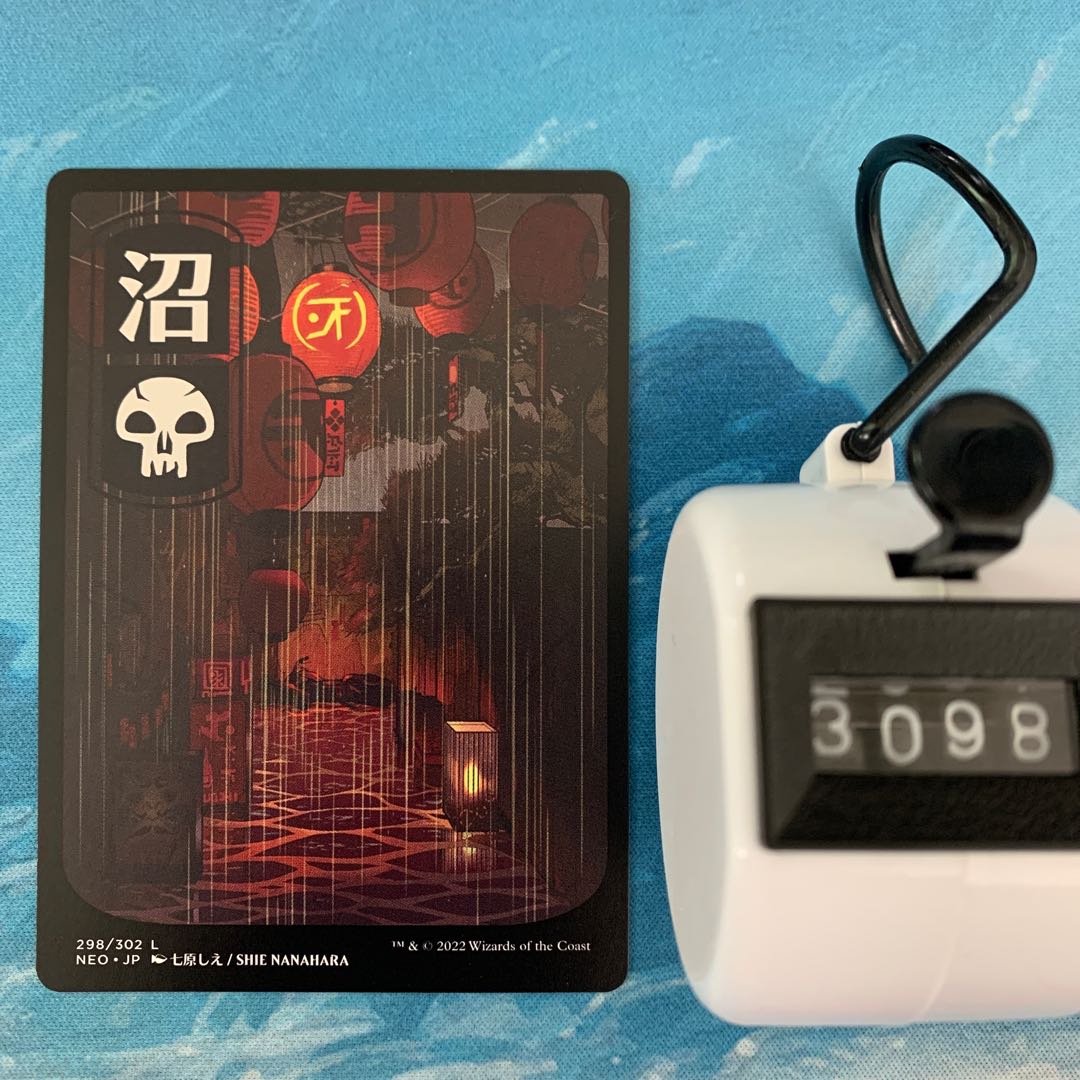 沼
298/302 L
™ & © 2022 Wizards of the Coast
NEO • JP 七原しえ / SHIE NANAHARA
3098